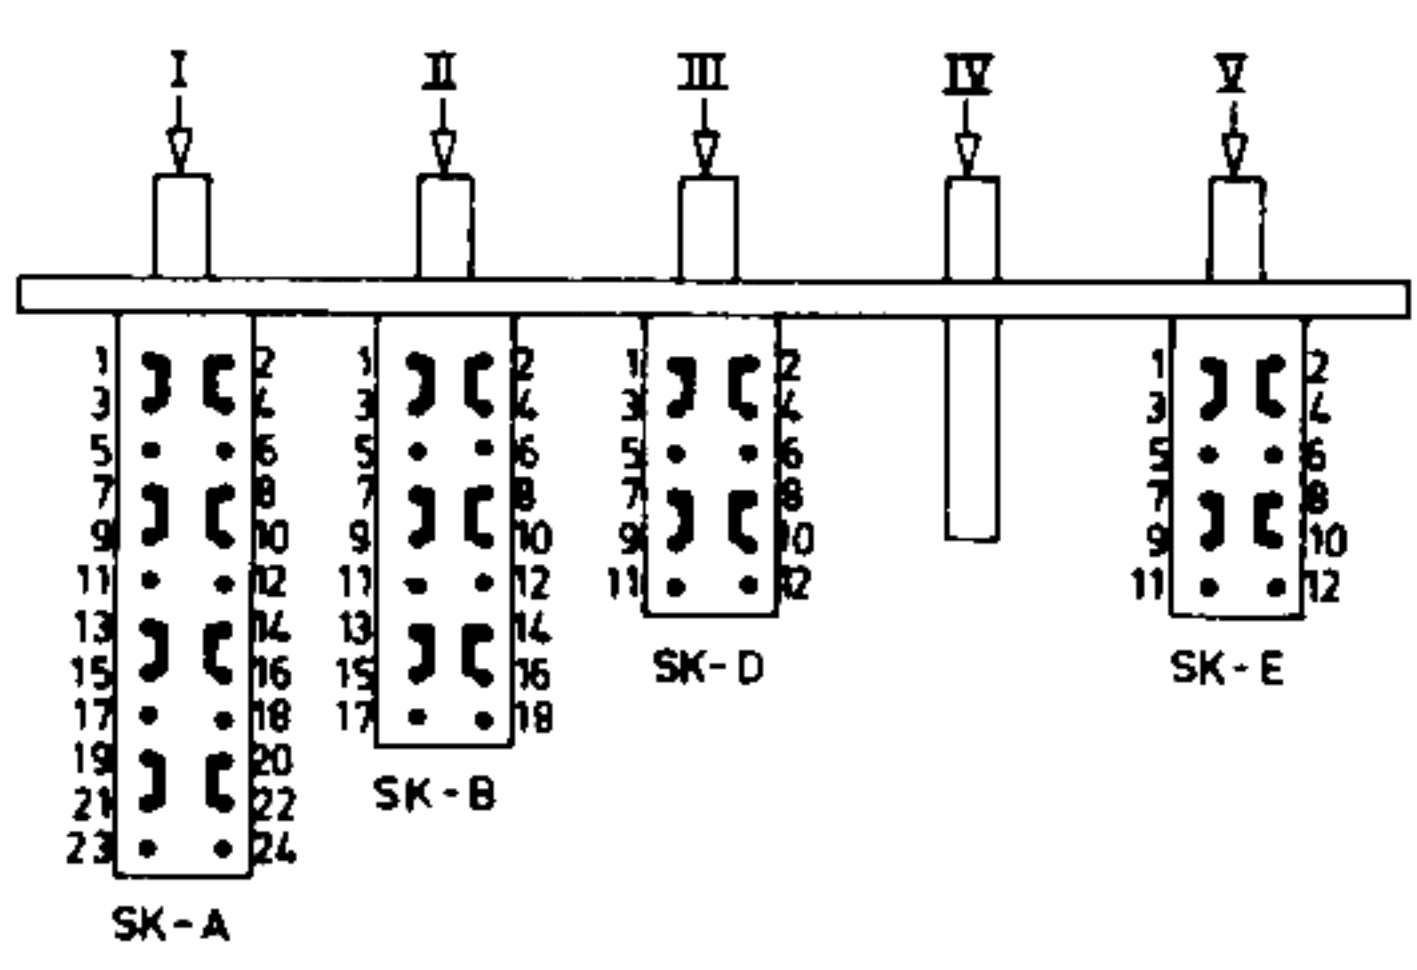 I II III IV V
1 2 1 2 1 2 1 2
3 4 3 4 3 4 3 4
5 6 5 6 5 6 5 6
7 8 7 8 7 8 7 8
9 10 9 10 9 10 9 10
11 12 11 12 11 12 11 12
13 14 13 14
15 16 15 16
17 18 17 18
19 20
21 22
23 24
SK-D SK-E
SK-B
SK-A